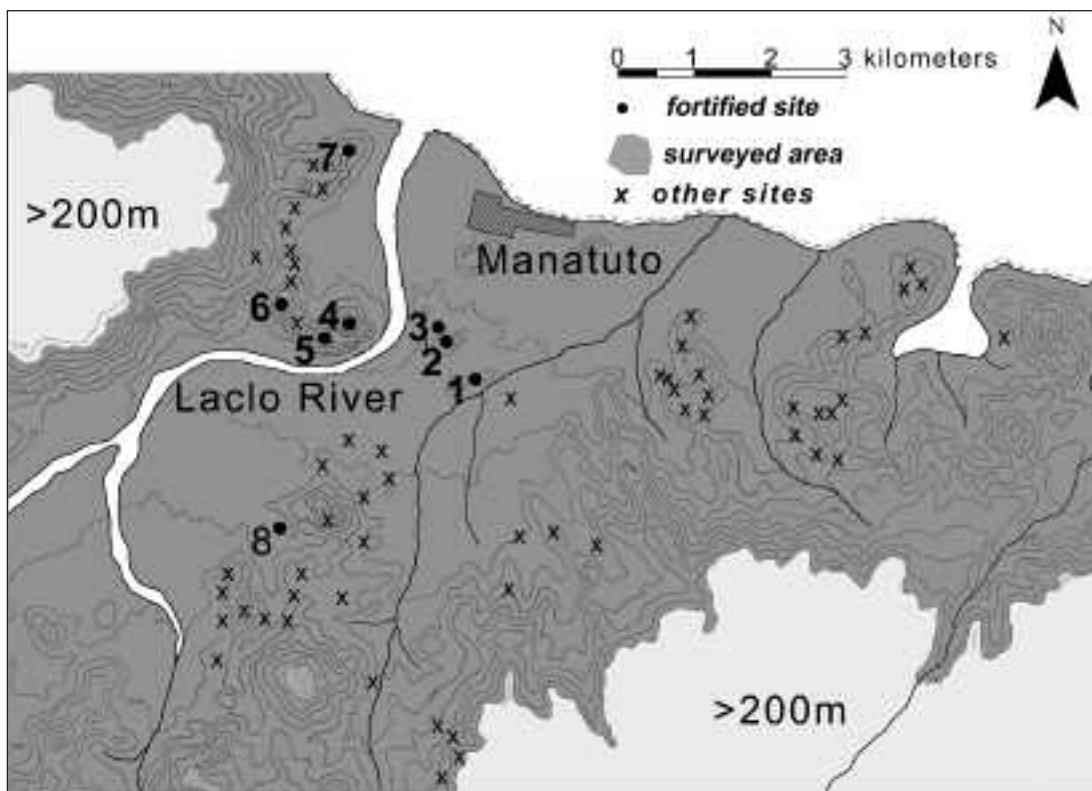 N
0 1 2 3 kilometers
fortified site
surveyed area
x other sites
7
>200m
Manatuto
6
4
3
5
2
Laclo River
1
8
>200m